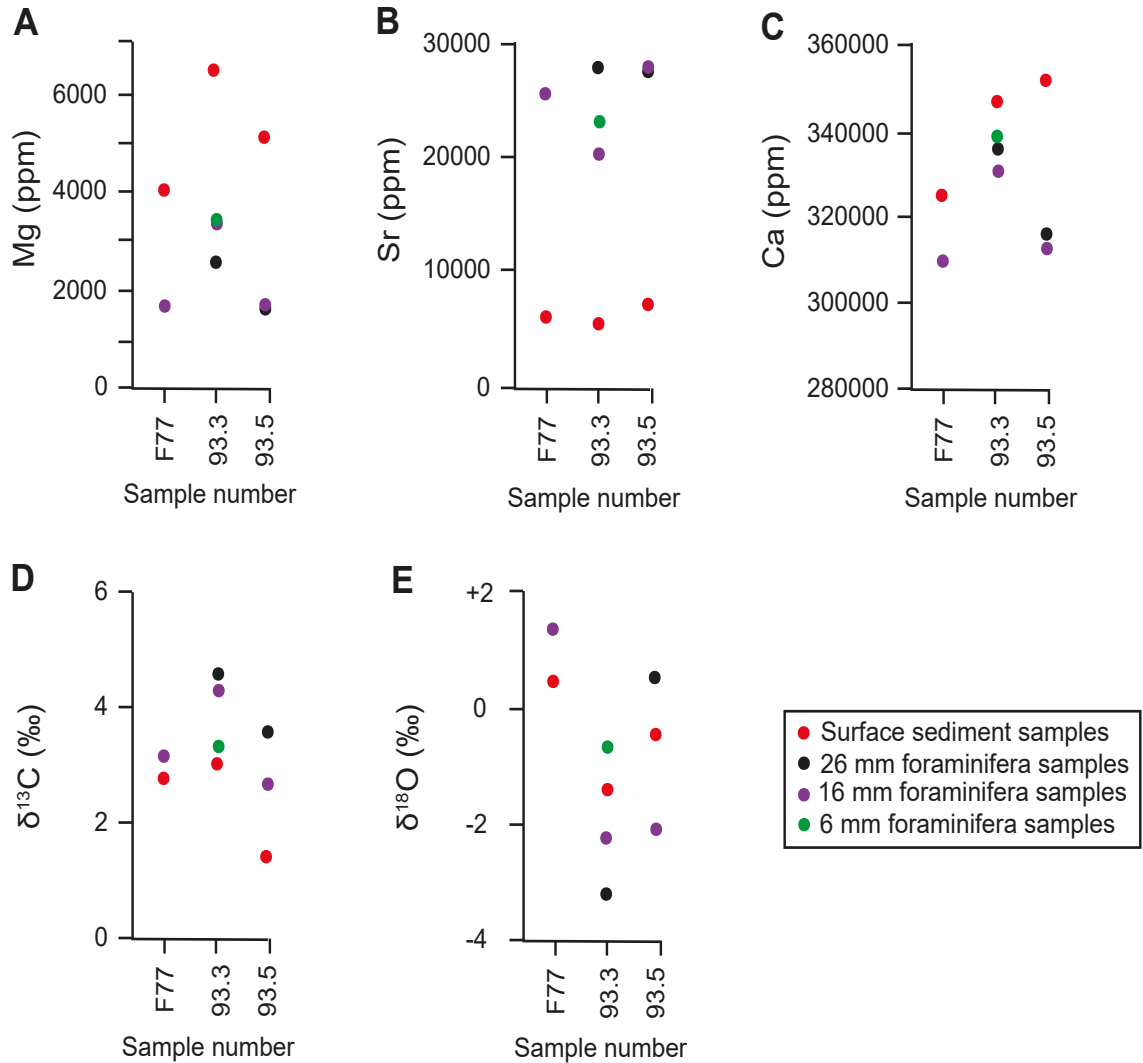 A
Mg (ppm)
6000
4000
2000
0
F77
93.3
93.5
Sample number
B
Sr (ppm)
30000
20000
10000
0
F77
93.3
93.5
Sample number
C
Ca (ppm)
360000
340000
320000
300000
280000
F77
93.3
93.5
Sample number
D
δ¹³C (‰)
6
4
2
0
F77
93.3
93.5
Sample number
E
δ¹⁸O (‰)
+2
0
-2
-4
F77
93.3
93.5
Sample number
Surface sediment samples
26 mm foraminifera samples
16 mm foraminifera samples
6 mm foraminifera samples